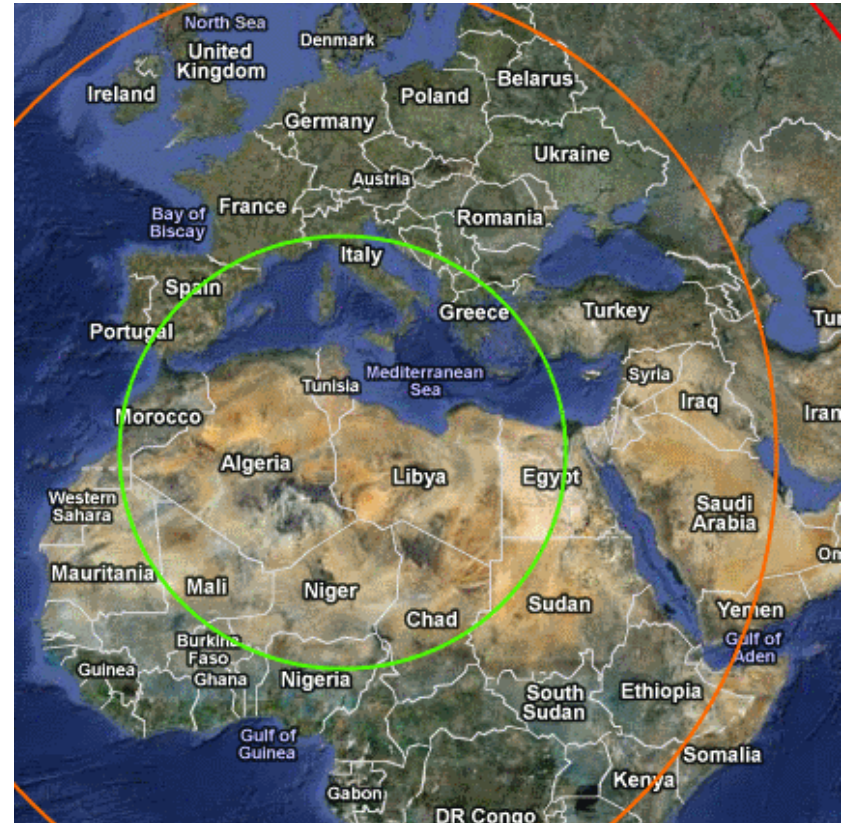 North Sea
Denmark
United
Kingdom
Belarus
Ireland
Poland
Germany
Ukraine
Austria
France
Bay of
Biscay
Romania
Italy
Spain
Greece
Turkey
Portugal
Tur
Mediterranean
Sea
Syria
Tunisia
Iraq
Morocco
Iran
Algeria
Libya
Egypt
Western
Sahara
Saudi
Arabia
Om
Mauritania
Mali
Niger
Sudan
Yemen
Chad
Burkina
Faso
Gulf of
Aden
Guinea
Ghana
Nigeria
South
Sudan
Ethiopia
Gulf of
Guinea
Somalia
Kenya
Gabon
DR Congo